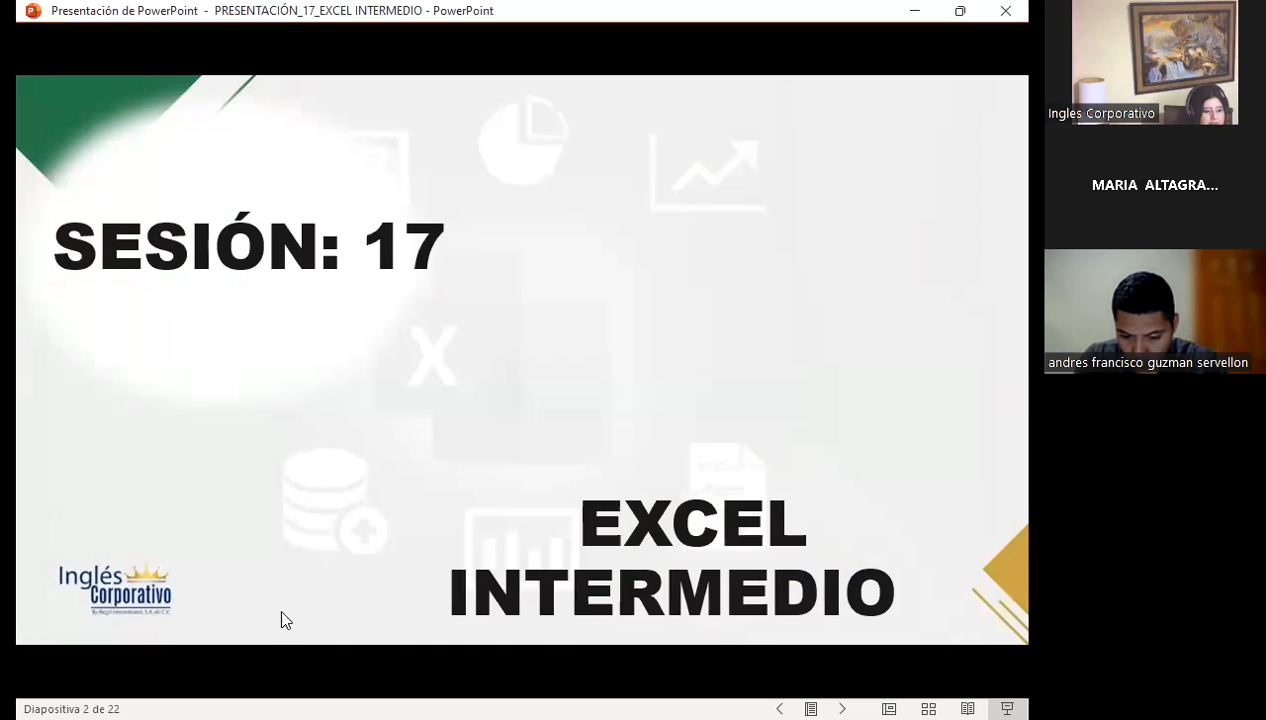 Presentación de PowerPoint - PRESENTACIÓN_17_EXCEL INTERMEDIO - PowerPoint
SESIÓN: 17
X
EXCEL
INTERMEDIO
Inglés
Corporativo
Diapositiva 2 de 22
Ingles Corporativo
MARIA ALTAGRA...
andres francisco guzman servellon